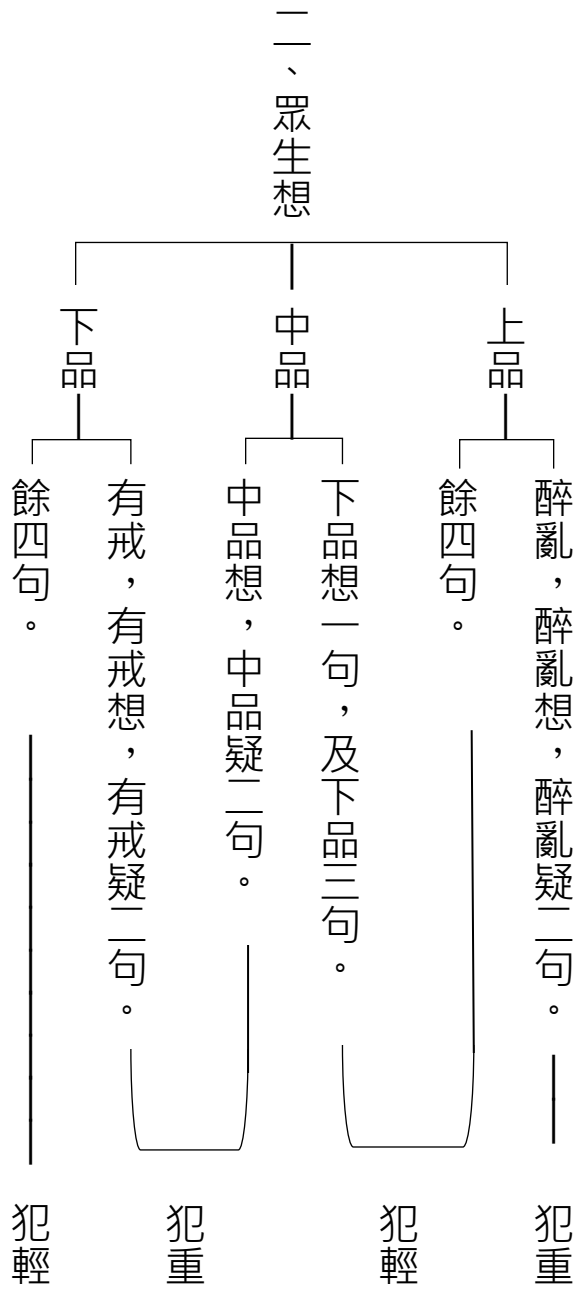 二、眾生想
上品
中品
下品
醉亂，醉亂想，醉亂疑二句。
餘四句。
下品想一句，及下品三句。
中品想，中品疑二句。
有戒，有戒想，有戒疑二句。
餘四句。
犯重
犯輕
犯重
犯輕